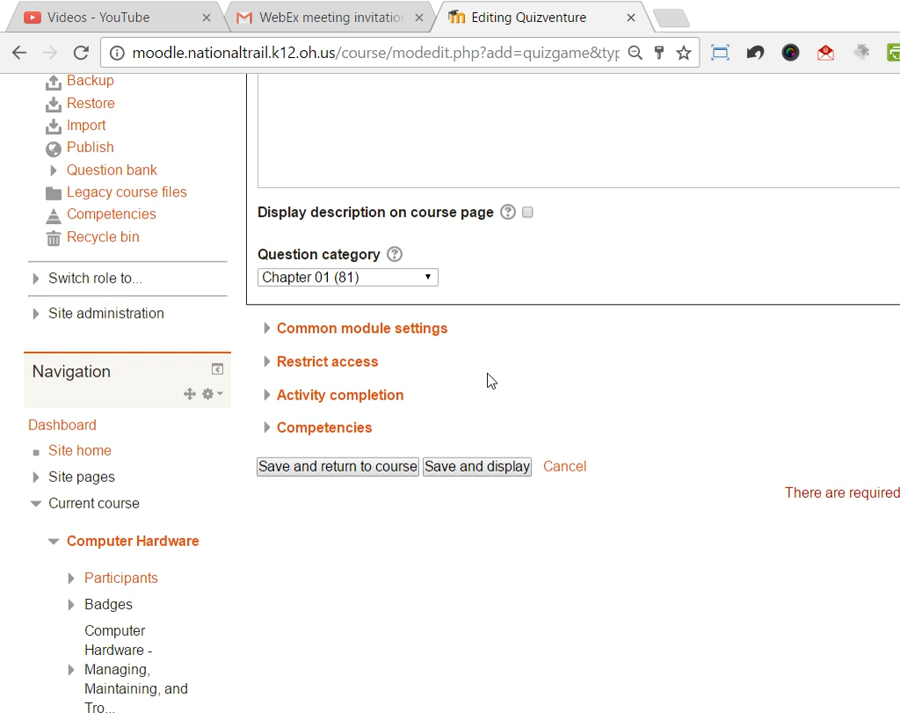 Videos - YouTube
WebEx meeting invitatio
Editing Quizventure
moodle.nationaltrail.k12.oh.us/course/modedit.php?add=quizgame&typ
Backup
Restore
Import
Publish
Question bank
Legacy course files
Competencies
Recycle bin
Switch role to...
Site administration
Navigation
Dashboard
Site home
Site pages
Current course
Computer Hardware
Participants
Badges
Computer
Hardware -
Managing,
Maintaining, and
Tro...
Display description on course page
Question category
Chapter 01 (81)
Common module settings
Restrict access
Activity completion
Competencies
Save and return to course Save and display Cancel
There are required